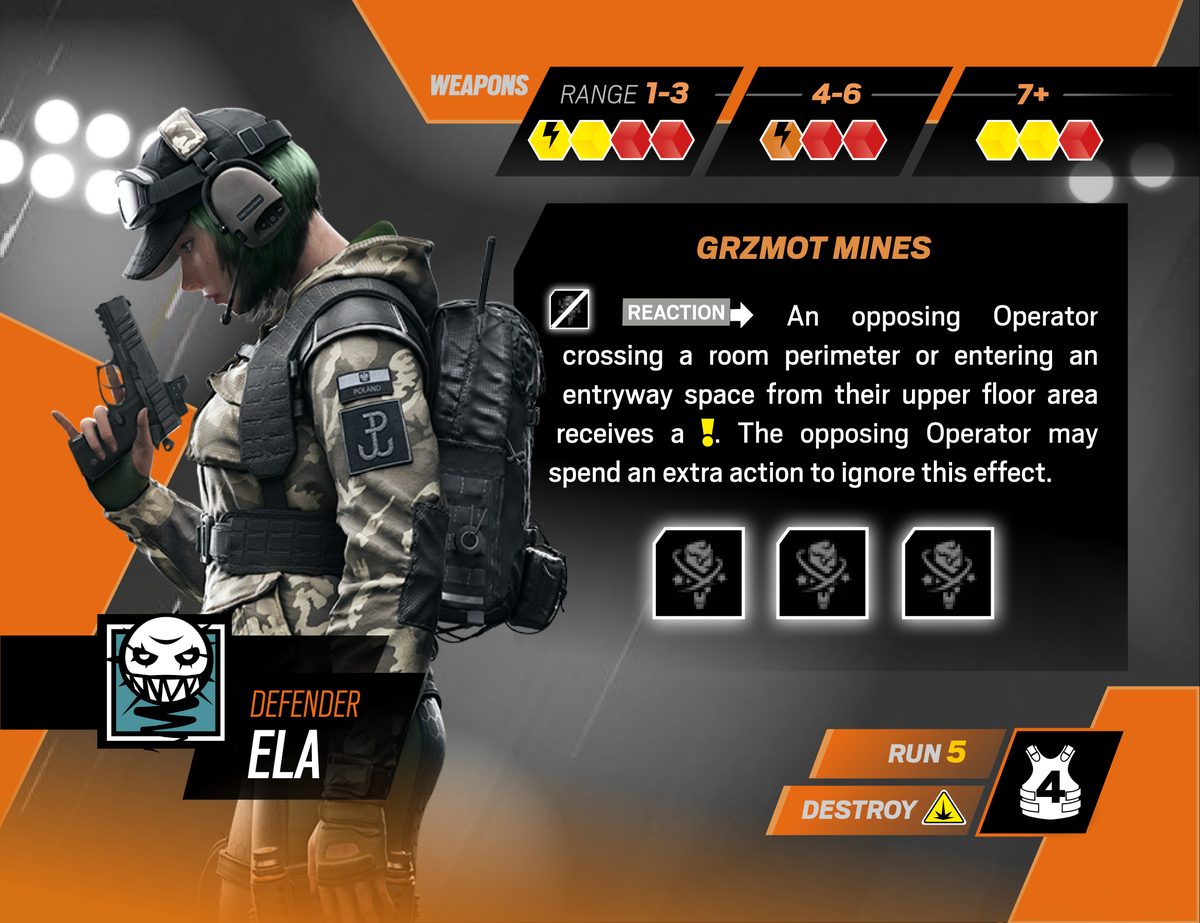 WEAPONS
RANGE 1-3
4-6
7+
GRZMOT MINES
REACTION An opposing Operator
crossing a room perimeter or entering an
entryway space from their upper floor area
receives a !. The opposing Operator may
spend an extra action to ignore this effect.
POLAND
DEFENDER
ELA
RUN 5
DESTROY
4